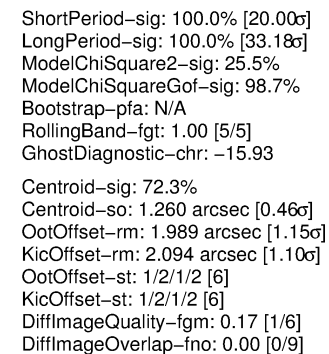 ShortPeriod-sig: 100.0% [20.00σ]
LongPeriod-sig: 100.0% [33.18σ]
ModelChiSquare2-sig: 25.5%
ModelChiSquareGof-sig: 98.7%
Bootstrap-pfa: N/A
RollingBand-fgt: 1.00 [5/5]
GhostDiagnostic-chr: -15.93
Centroid-sig: 72.3%
Centroid-so: 1.260 arcsec [0.46σ]
OotOffset-rm: 1.989 arcsec [1.15σ]
KicOffset-rm: 2.094 arcsec [1.10σ]
OotOffset-st: 1/2/1/2 [6]
KicOffset-st: 1/2/1/2 [6]
DiffImageQuality-fgm: 0.17 [1/6]
DiffImageOverlap-fno: 0.00 [0/9]